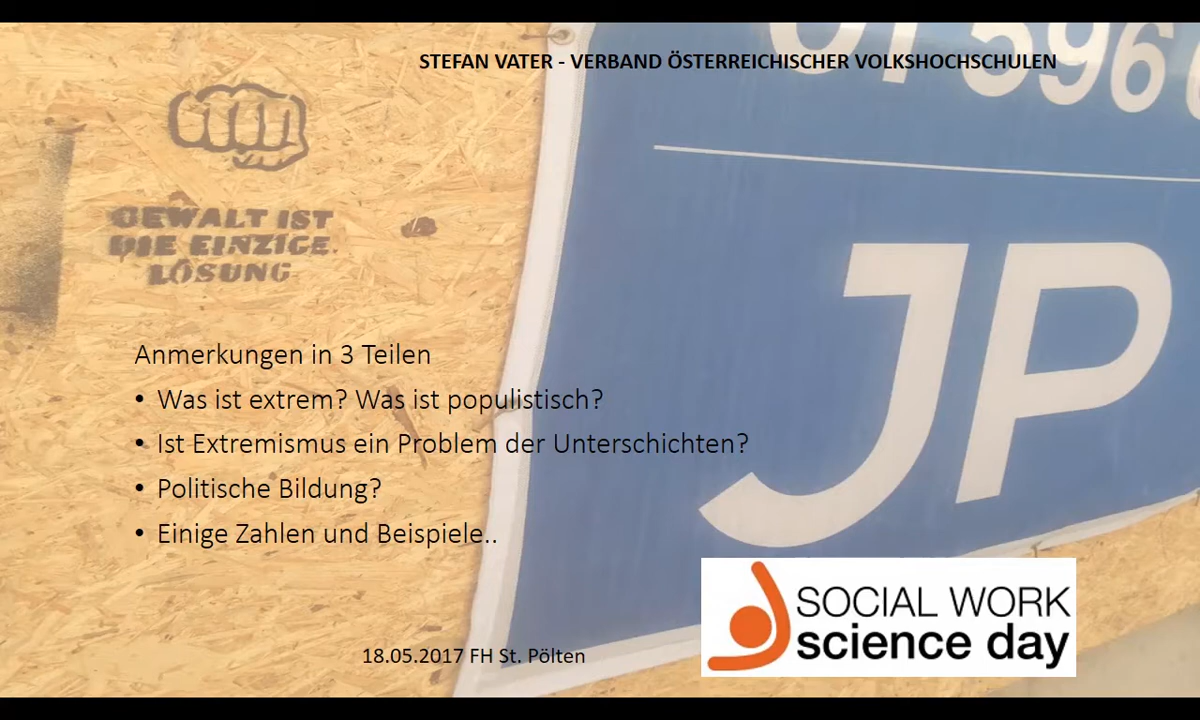 STEFAN VATER - VERBAND ÖSTERREICHISCHER VOLKSHOCHSCHULEN
GEWALT IST
DIE EINZIGE
LÖSUNG
JP
Anmerkungen in 3 Teilen
• Was ist extrem? Was ist populistisch?
• Ist Extremismus ein Problem der Unterschichten?
• Politische Bildung?
• Einige Zahlen und Beispiele..
SOCIAL WORK
science day
18.05.2017 FH St. Pölten